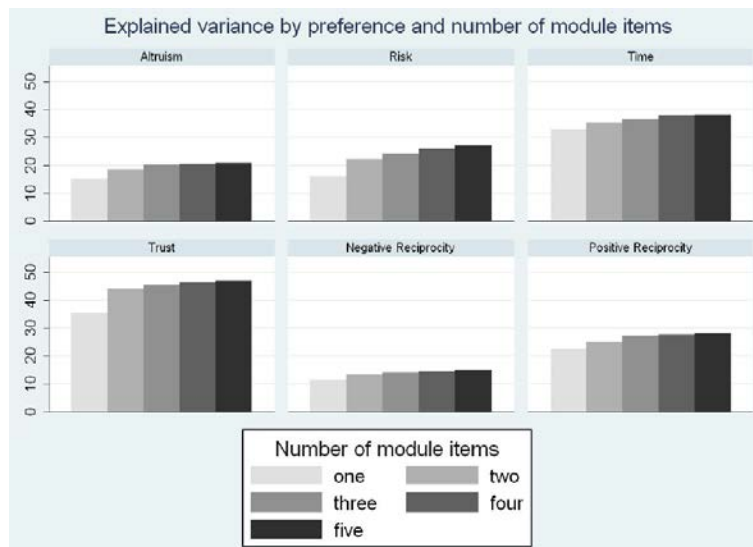 Explained variance by preference and number of module items
Altruism Risk Time
50
40
30
20
10
0
Trust Negative Reciprocity Positive Reciprocity
50
40
30
20
10
0
Number of module items
one two
three four
five